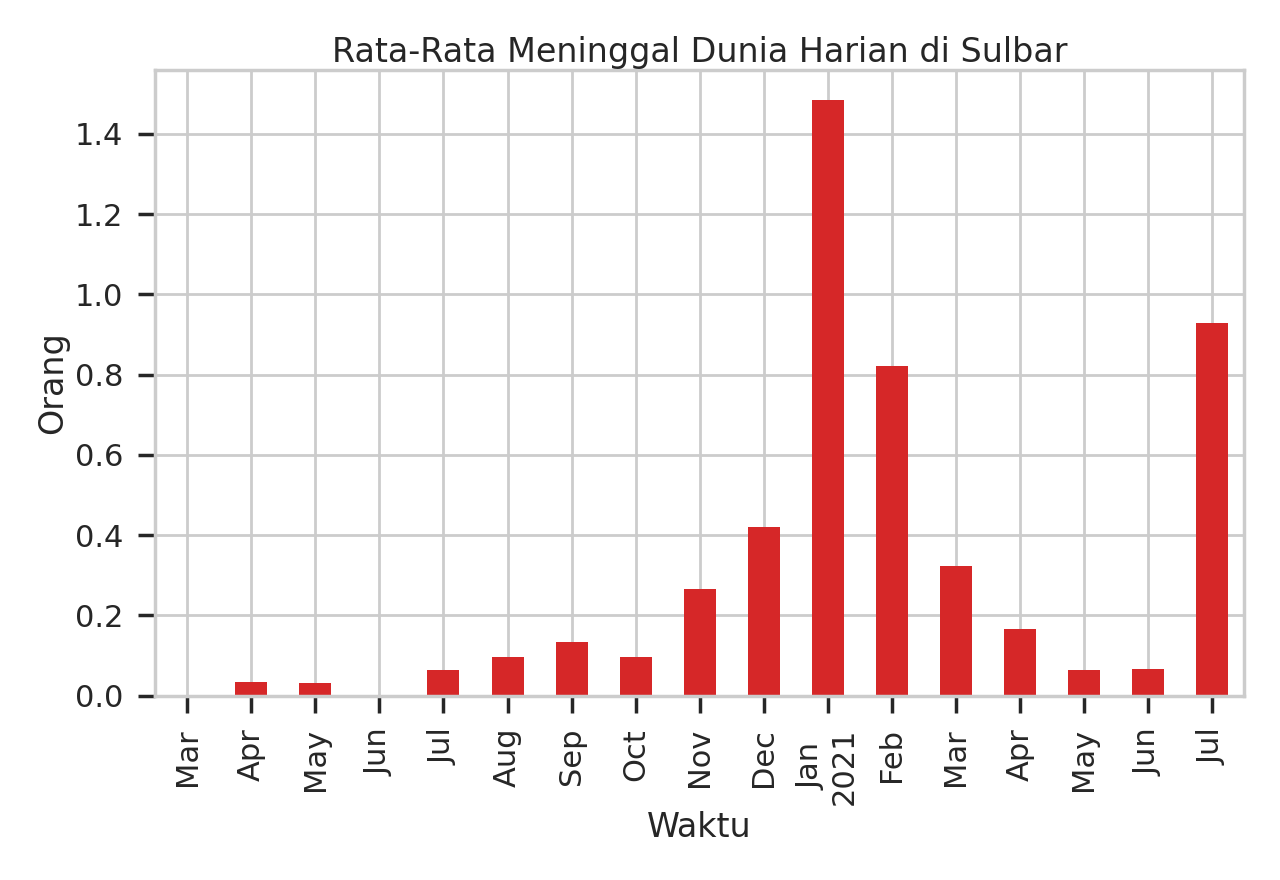 Rata-Rata Meninggal Dunia Harian di Sulbar
Orang
1.4
1.2
1.0
0.8
0.6
0.4
0.2
0.0
Mar
Apr
May
Jun
Jul
Aug
Sep
Oct
Nov
Dec
Jan
2021
Feb
Mar
Apr
May
Jun
Jul
Waktu